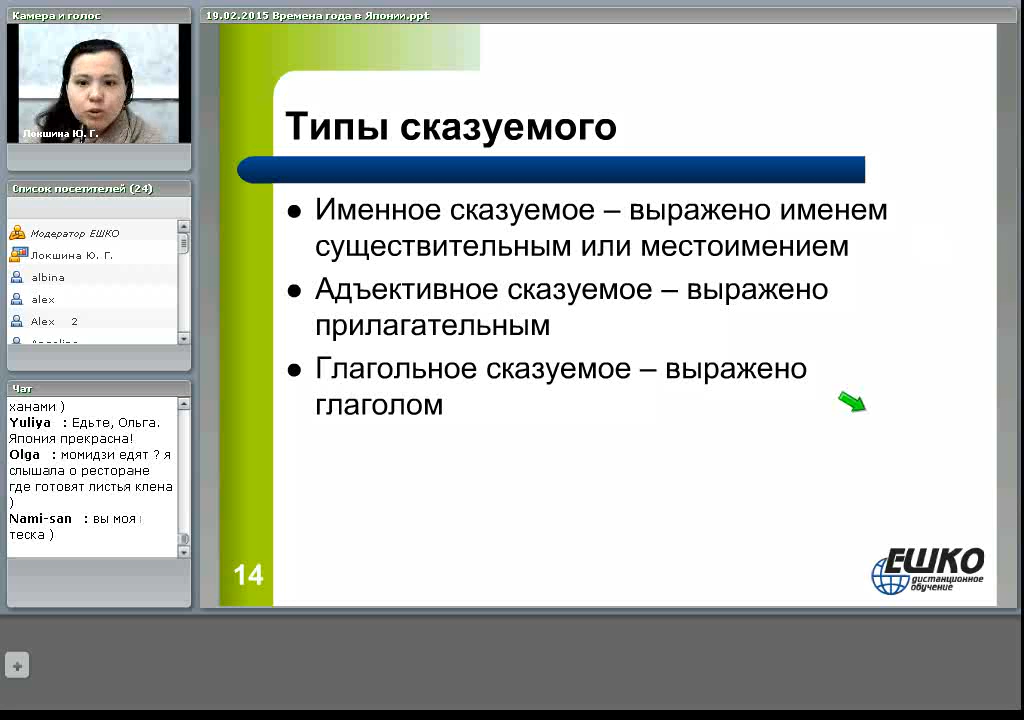 Камера и голос
Локшина Ю. Г.
Список посетителей (24)
Модератор ЕШКО
Локшина Ю. Г.
albina
alex
Alex 2
Angelina
Чат
ханами )
Yuliya : Едьте, Ольга.
Япония прекрасна!
Olga : момидзи едят ? я
слышала о ресторане
где готовят листья клена
)
Nami-san : вы моя
теска )
19.02.2015 Времена года в Японии.ppt
Типы сказуемого
● Именное сказуемое – выражено именем
существительным или местоимением
● Адъективное сказуемое – выражено
прилагательным
● Глагольное сказуемое – выражено
глаголом
14
ЕШКО
дистанционное
обучение